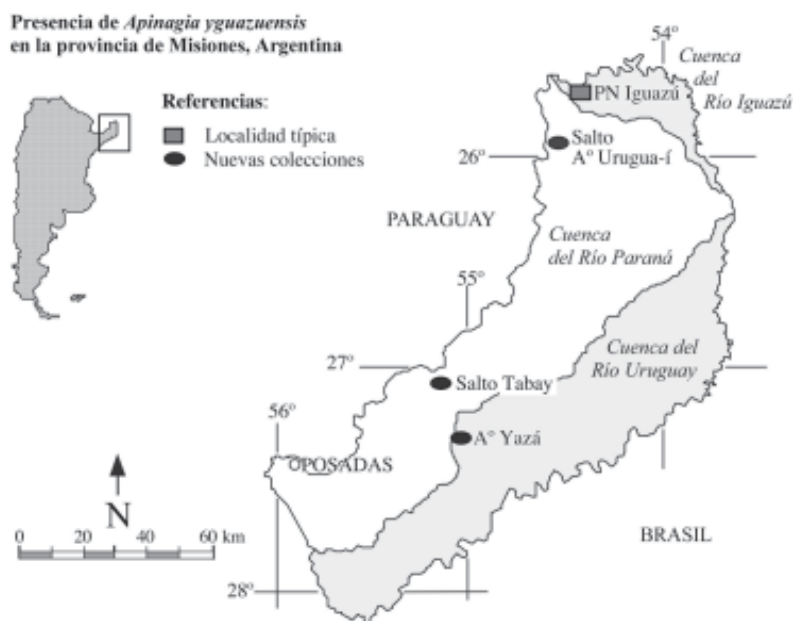 Presencia de Apinagia yguazuensis
en la provincia de Misiones, Argentina
Referencias:
Localidad típica
Nuevas colecciones
54º
Cuenca
del
Río Iguazú
PN Iguazú
Salto
Aº Urugua-í
26º
PARAGUAY
Cuenca
del Río Paraná
55º
Cuenca del
Río Uruguay
27º
Salto Tabay
56º
Aº Yazá
POSADAS
N
0 20 40 60 km
BRASIL
28º